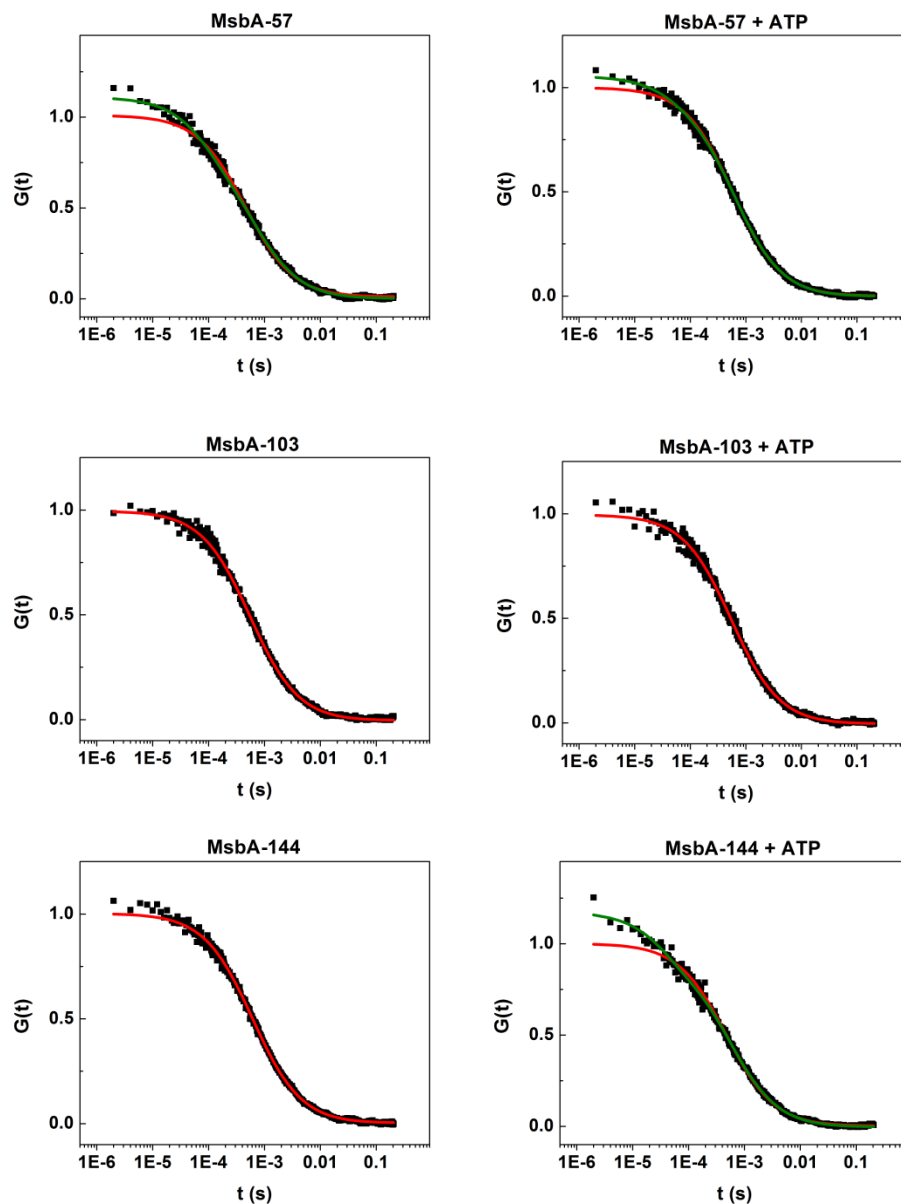 MsbA-57
G(t)
1.0
0.5
0.0
1E-6 1E-5 1E-4 1E-3 0.01 0.1
t (s)
MsbA-57 + ATP
G(t)
1.0
0.5
0.0
1E-6 1E-5 1E-4 1E-3 0.01 0.1
t (s)
MsbA-103
G(t)
1.0
0.5
0.0
1E-6 1E-5 1E-4 1E-3 0.01 0.1
t (s)
MsbA-103 + ATP
G(t)
1.0
0.5
0.0
1E-6 1E-5 1E-4 1E-3 0.01 0.1
t (s)
MsbA-144
G(t)
1.0
0.5
0.0
1E-6 1E-5 1E-4 1E-3 0.01 0.1
t (s)
MsbA-144 + ATP
G(t)
1.0
0.5
0.0
1E-6 1E-5 1E-4 1E-3 0.01 0.1
t (s)